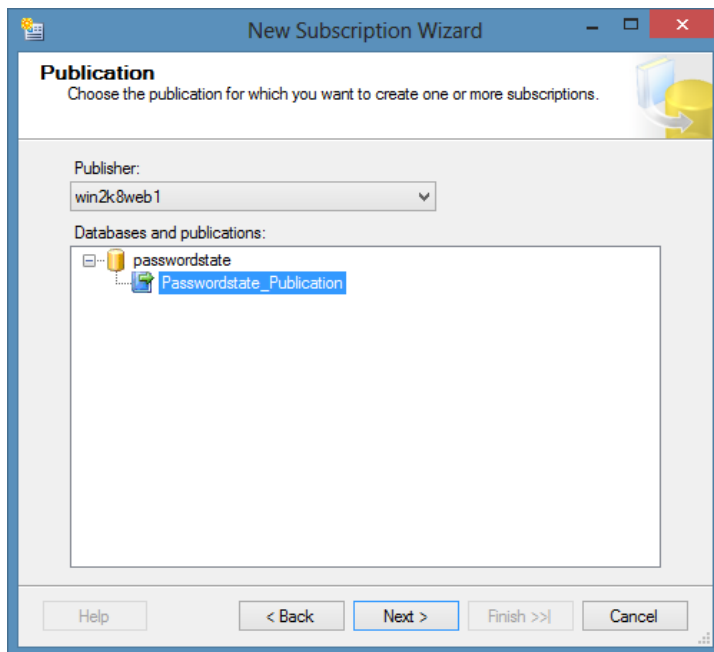 New Subscription Wizard
Publication
Choose the publication for which you want to create one or more subscriptions.
Publisher:
win2k8web1
Databases and publications:
passwordstate
Passwordstate_Publication
Help
< Back
Next >
Finish >>|
Cancel